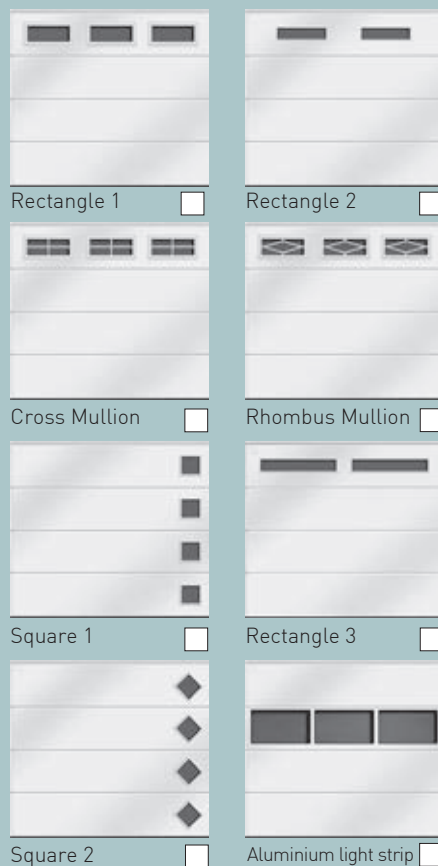 Rectangle 1
Rectangle 2
Cross Mullion
Rhombus Mullion
Square 1
Rectangle 3
Square 2
Aluminium light strip